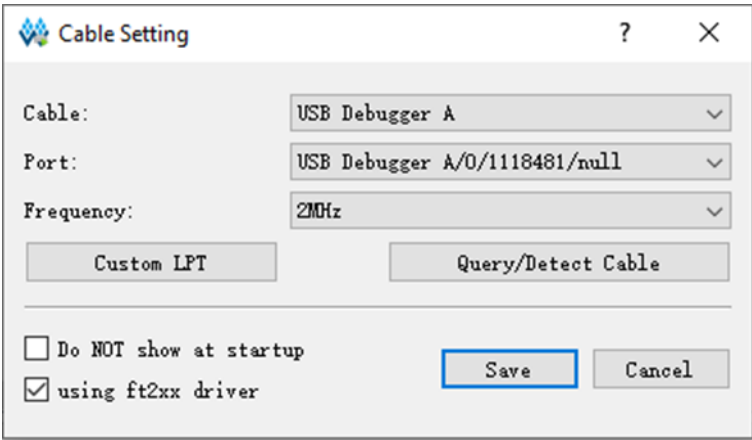 Cable Setting
Cable: USB Debugger A
Port: USB Debugger A/0/1118481/null
Frequency: 2MHz
Custom LPT Query/Detect Cable
Do NOT show at startup
using ft2xx driver
Save Cancel